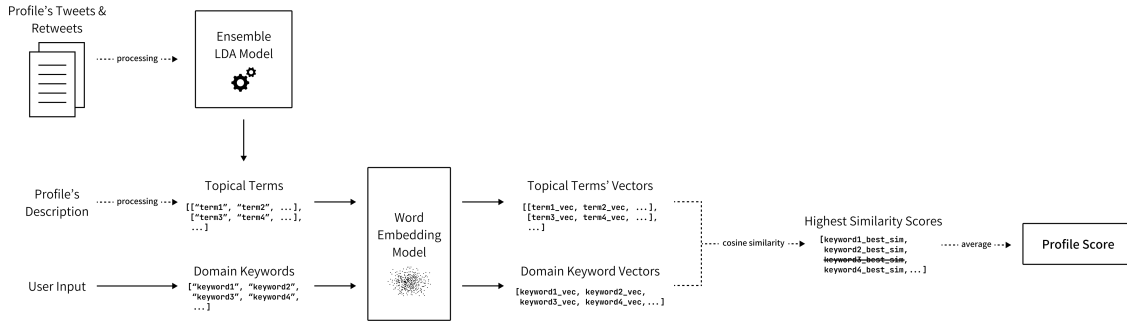 Profile's Tweets &
Retweets
processing
Ensemble
LDA Model
Profile's
Description
processing
Topical Terms
[["term1", "term2", ...],
["term3", "term4", ...],
...]
Word
Embedding
Model
Topical Terms' Vectors
[[term1_vec, term2_vec, ...],
[term3_vec, term4_vec, ...],
...]
User Input
Domain Keywords
["keyword1", "keyword2",
"keyword3", "keyword4",
...]
Domain Keyword Vectors
[keyword1_vec, keyword2_vec,
keyword3_vec, keyword4_vec,...]
cosine similarity
Highest Similarity Scores
[keyword1_best_sim,
keyword2_best_sim,
keyword3_best_sim,
keyword4_best_sim,...]
average
Profile Score